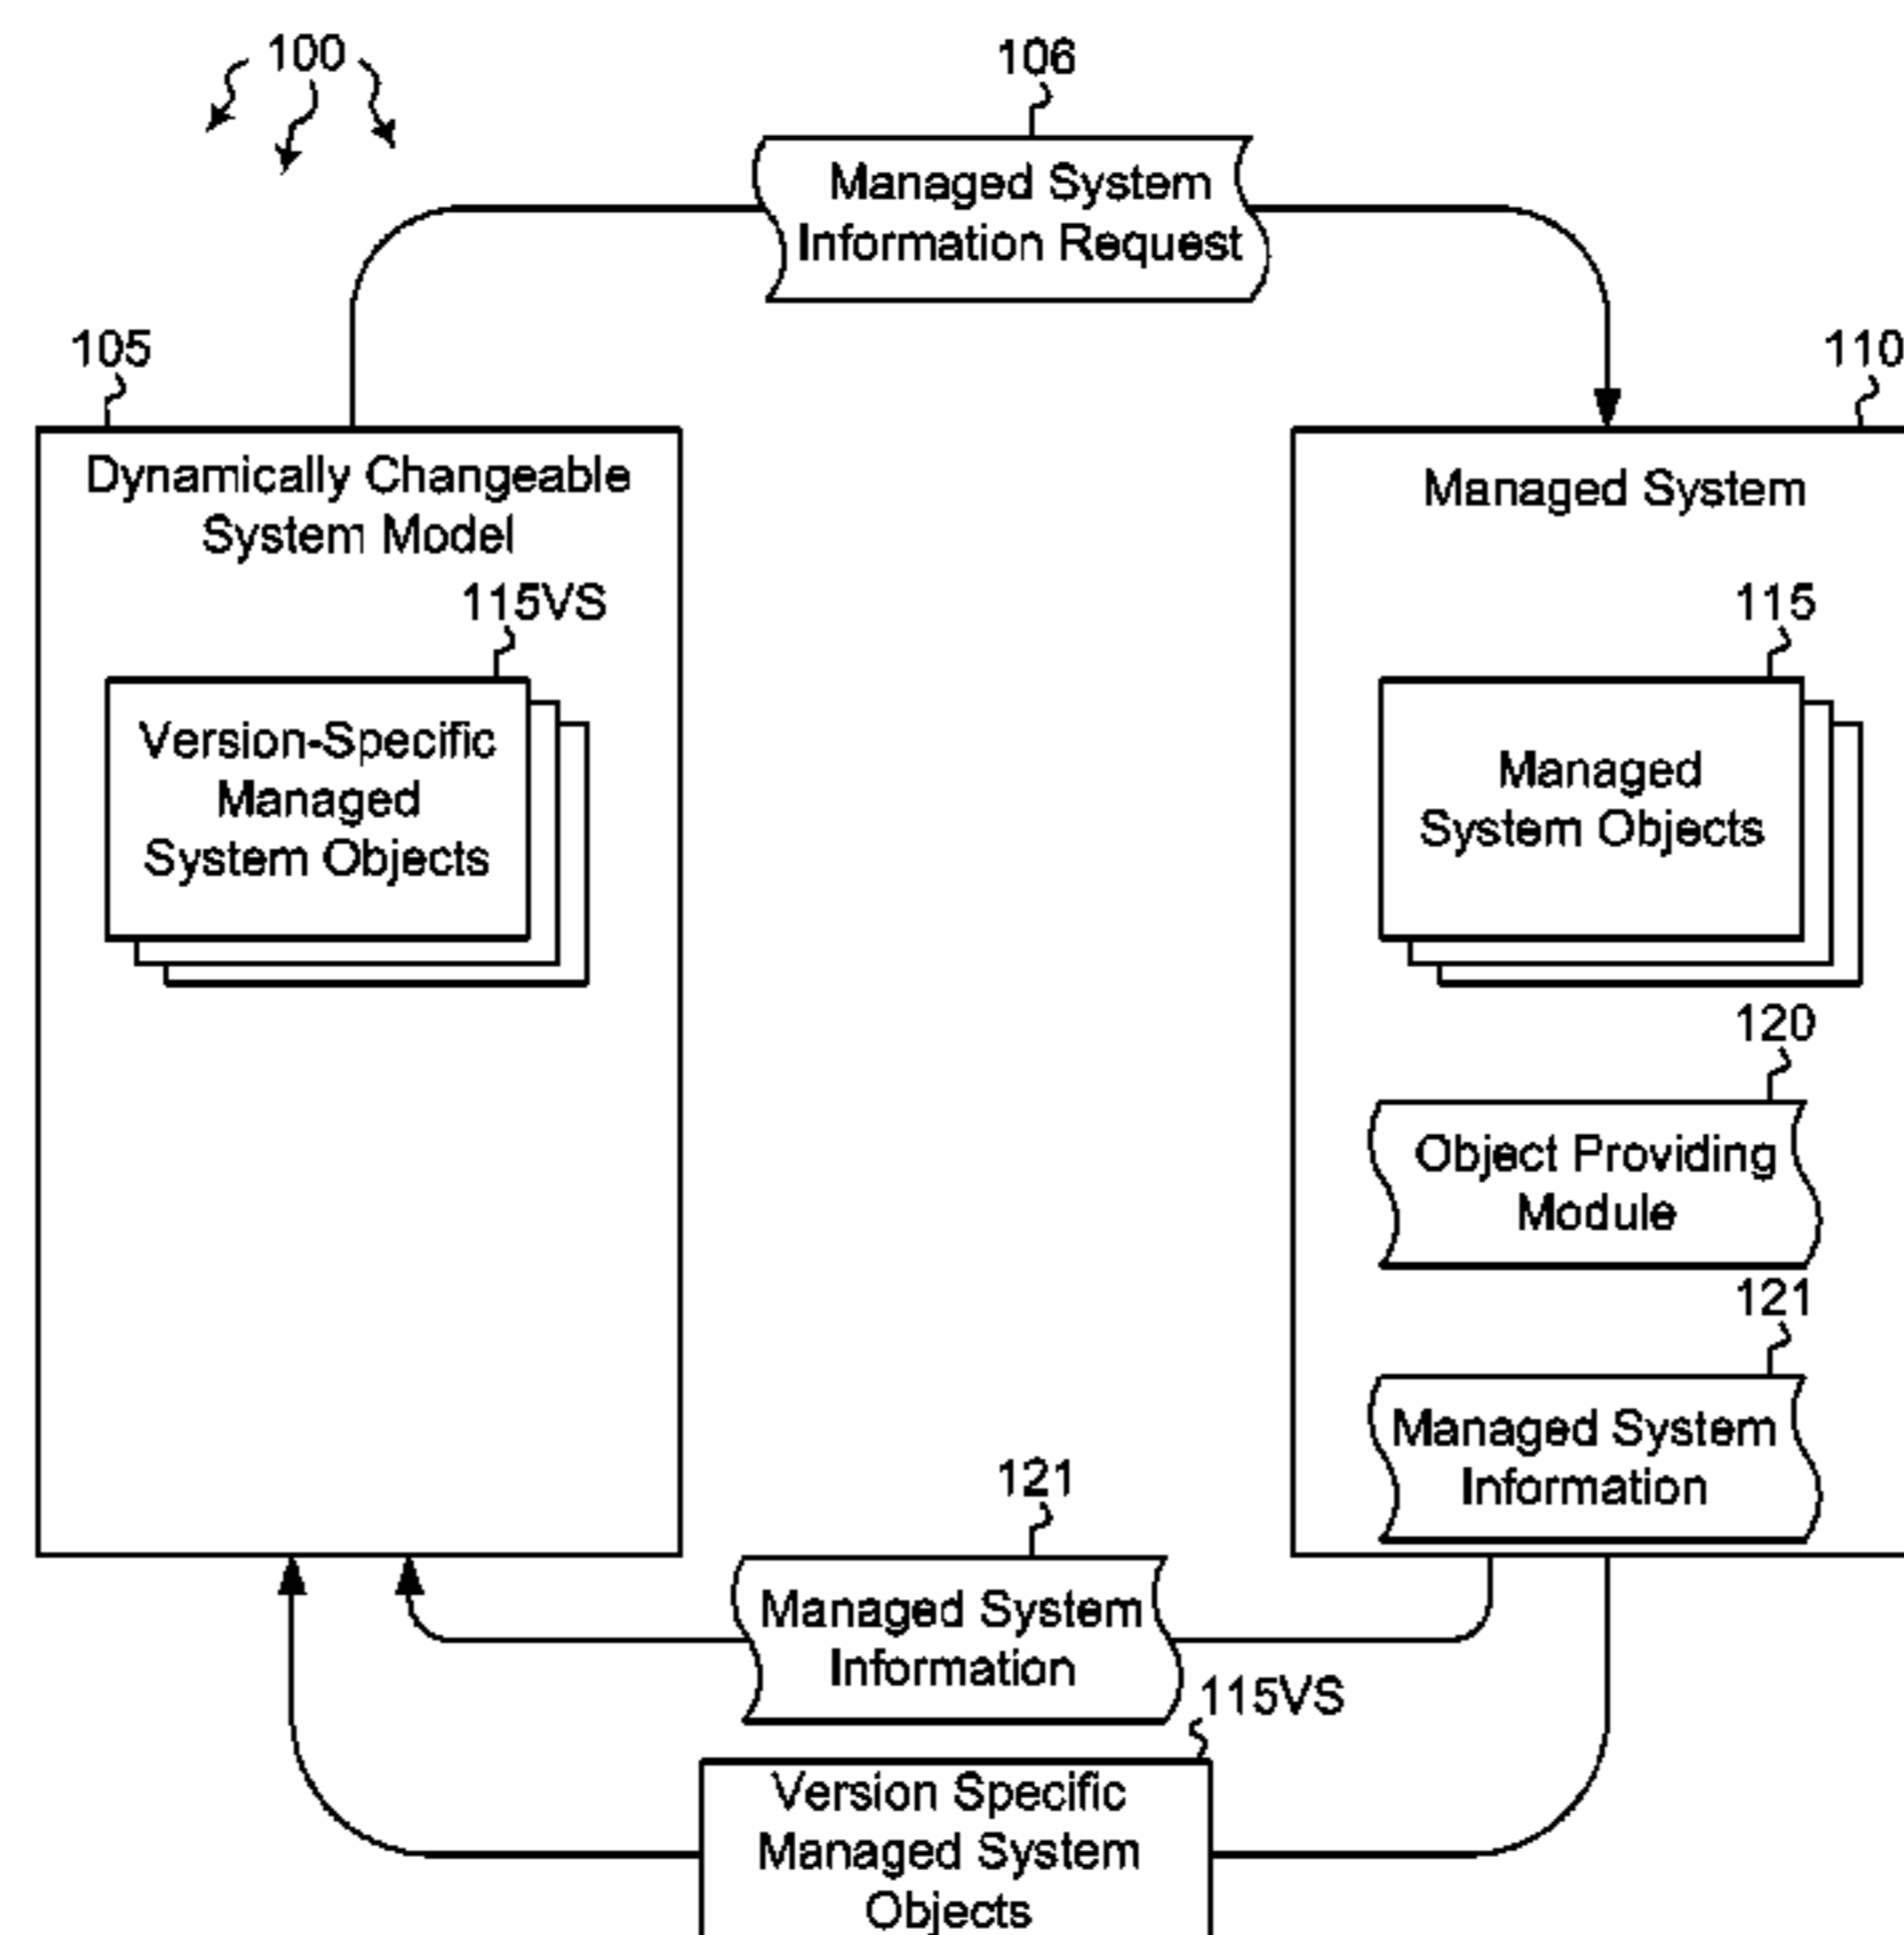 100
106
Managed System
Information Request
105
110
Dynamically Changeable
System Model
Managed System
115VS
115
Version-Specific
Managed
System Objects
Managed
System Objects
120
Object Providing
Module
121
Managed System
Information
121
Managed System
Information
115VS
Version Specific
Managed System
Objects